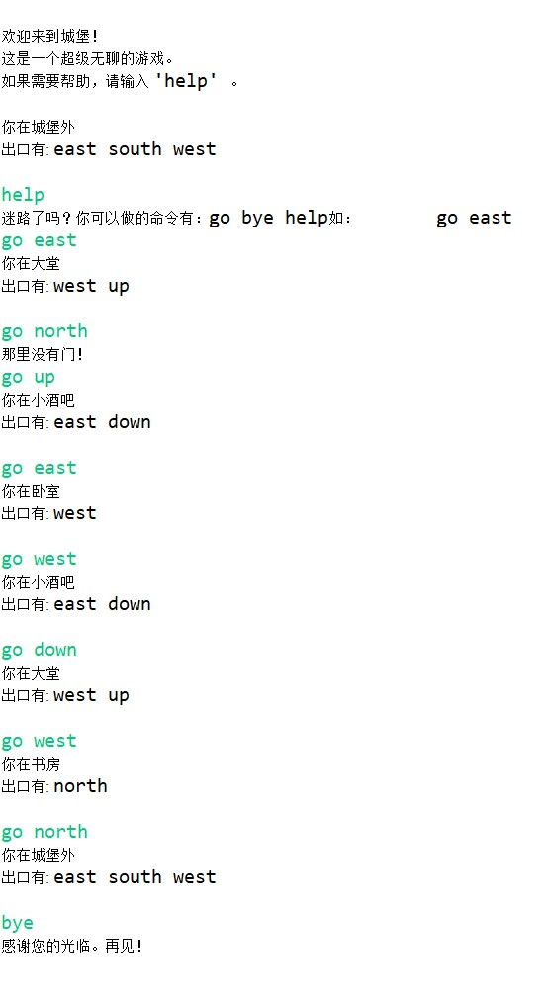 欢迎来到城堡!
这是一个超级无聊的游戏。
如果需要帮助，请输入 'help' 。
你在城堡外
出口有: east south west
help
迷路了吗？你可以做的命令有：go bye help如：        go east
go east
你在大堂
出口有: west up
go north
那里没有门!
go up
你在小酒吧
出口有: east down
go east
你在卧室
出口有: west
go west
你在小酒吧
出口有: east down
go down
你在大堂
出口有: west up
go west
你在书房
出口有: north
go north
你在城堡外
出口有: east south west
bye
感谢您的光临。再见!